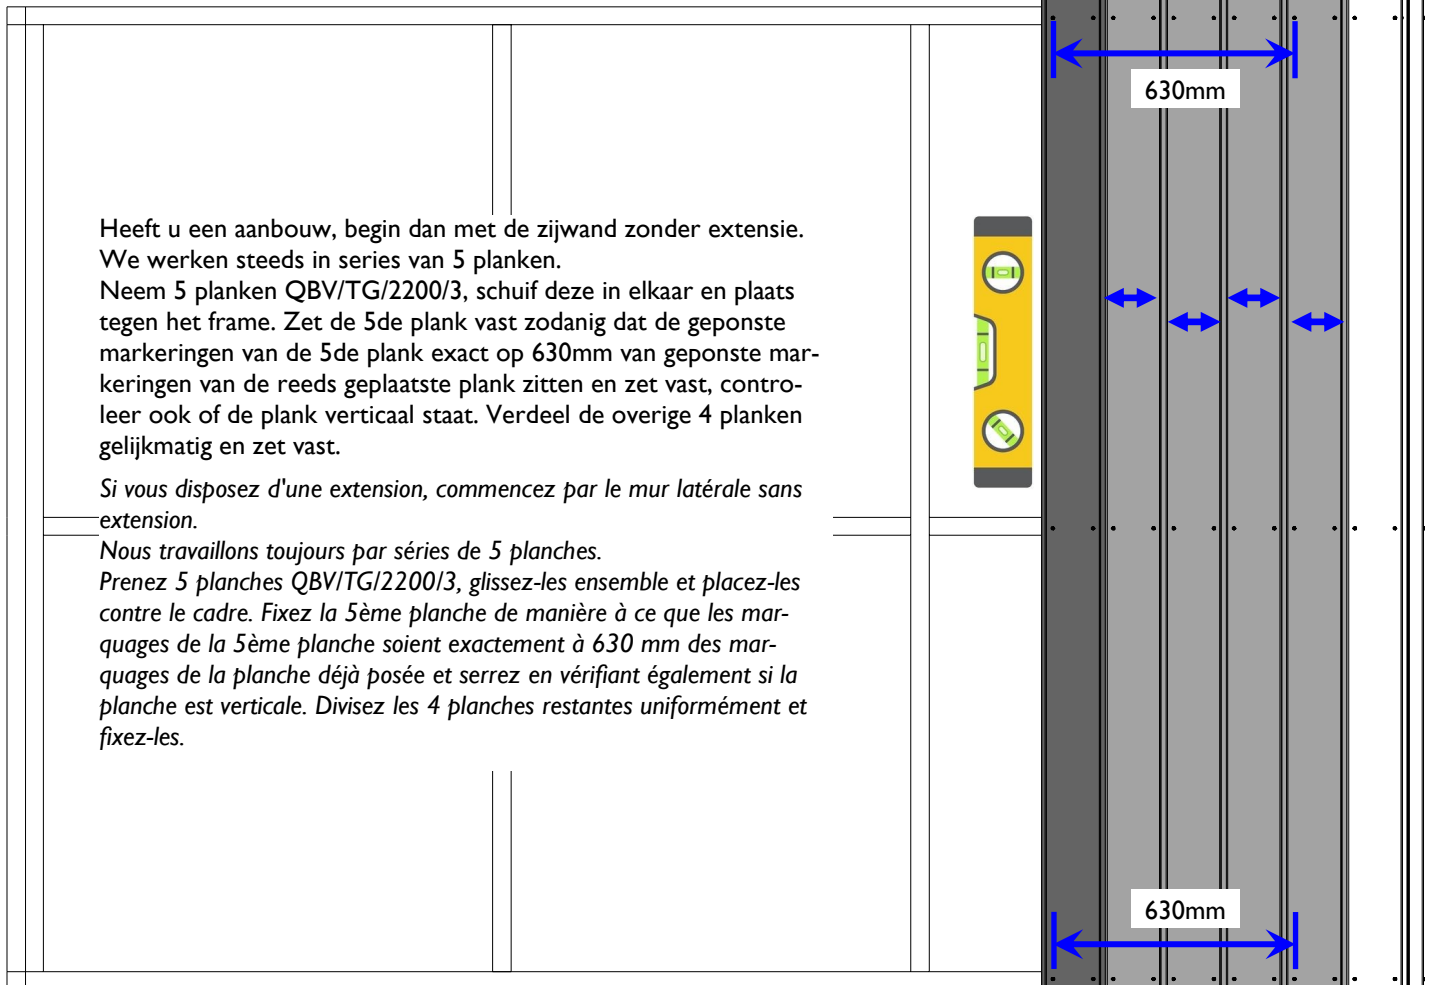 630mm
Heeft u een aanbouw, begin dan met de zijwand zonder extensie.
We werken steeds in series van 5 planken.
Neem 5 planken QBV/TG/2200/3, schuif deze in elkaar en plaats
tegen het frame. Zet de 5de plank vast zodanig dat de geponste
markeringen van de 5de plank exact op 630mm van geponste mar-
keringen van de reeds geplaatste plank zitten en zet vast, contro-
leer ook of de plank verticaal staat. Verdeel de overige 4 planken
gelijkmatig en zet vast.
Si vous disposez d'une extension, commencez par le mur latérale sans
extension.
Nous travaillons toujours par séries de 5 planches.
Prenez 5 planches QBV/TG/2200/3, glissez-les ensemble et placez-les
contre le cadre. Fixez la 5ème planche de manière à ce que les mar-
quages de la 5ème planche soient exactement à 630 mm des mar-
quages de la planche déjà posée et serrez en vérifiant également si la
planche est verticale. Divisez les 4 planches restantes uniformément et
fixez-les.
630mm